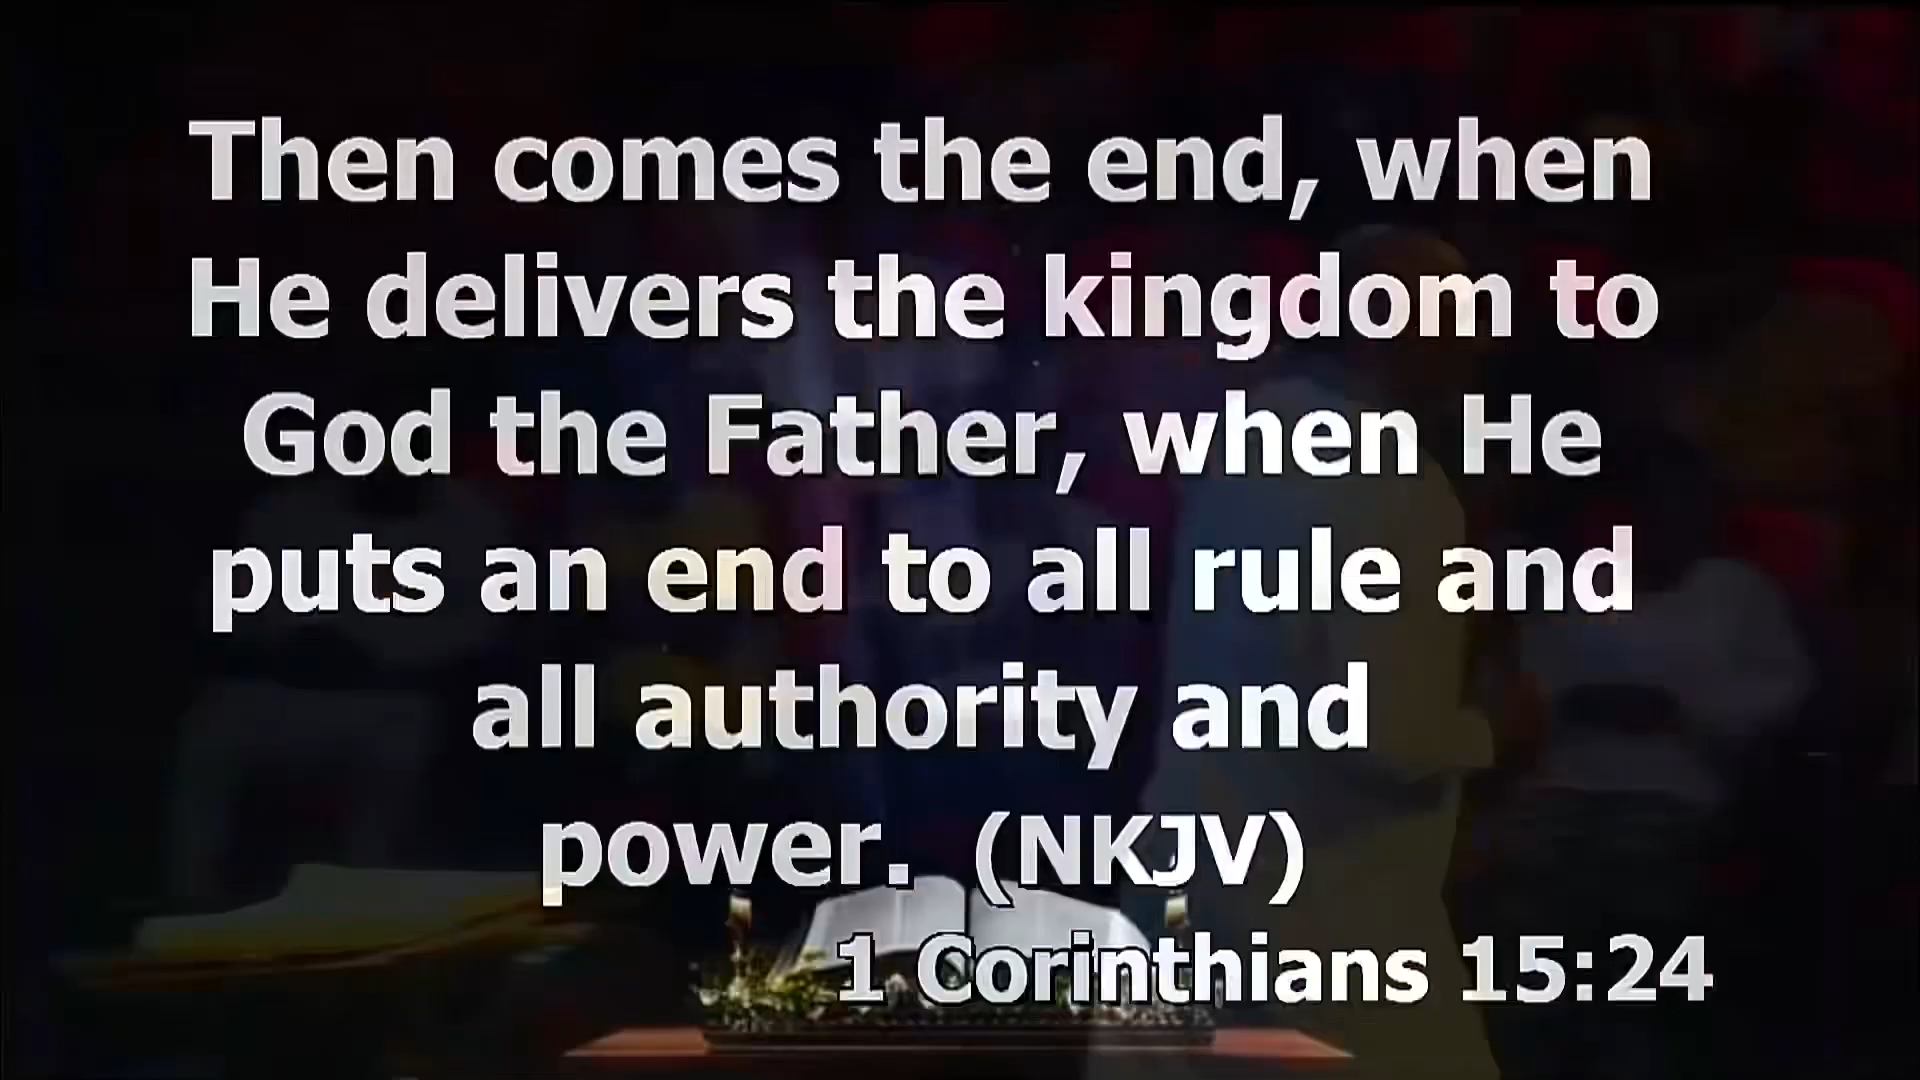 Then comes the end, when
He delivers the kingdom to
God the Father, when He
puts an end to all rule and
all authority and
power. (NKJV)
1 Corinthians 15:24